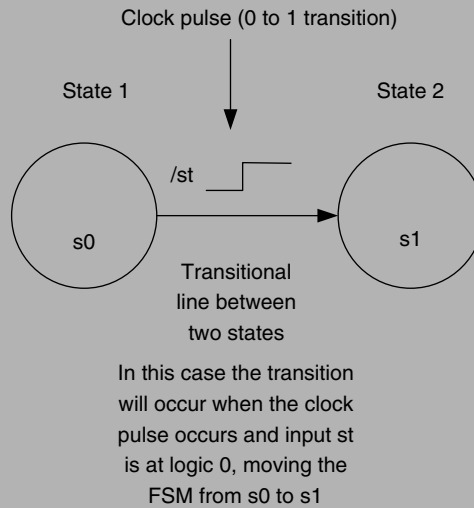 Clock pulse (0 to 1 transition)
State 1
State 2
/st
s0
s1
Transitional
line between
two states
In this case the transition
will occur when the clock
pulse occurs and input st
is at logic 0, moving the
FSM from s0 to s1